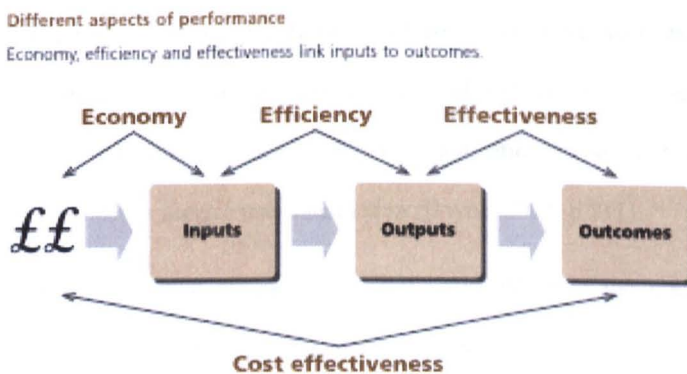 Different aspects of performance
Economy, efficiency and effectiveness link inputs to outcomes.
Economy Efficiency Effectiveness
££ Inputs Outputs Outcomes
Cost effectiveness